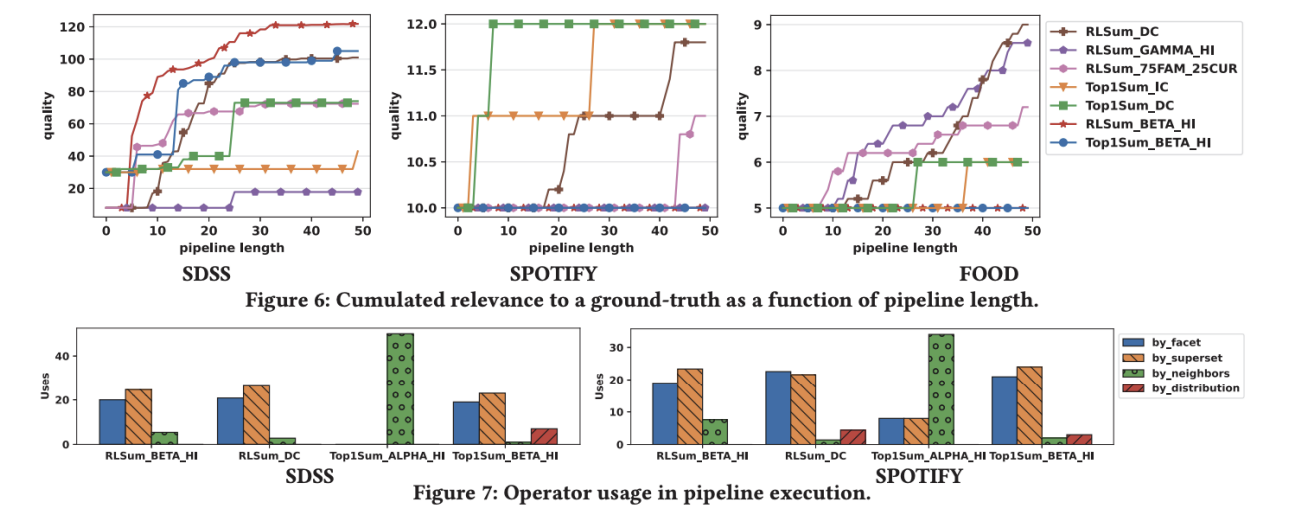 120
100
80
60
40
20
quality
0 10 20 30 40 50
pipeline length
SDSS
12.0
11.5
11.0
10.5
10.0
quality
0 10 20 30 40 50
pipeline length
SPOTIFY
9
8
7
6
5
quality
0 10 20 30 40 50
pipeline length
FOOD
RLSum_DC
RLSum_GAMMA_HI
RLSum_75FAM_25CUR
Top1Sum_IC
Top1Sum_DC
RLSum_BETA_HI
Top1Sum_BETA_HI
Figure 6: Cumulated relevance to a ground-truth as a function of pipeline length.
40
20
0
Uses
RLSum_BETA_HI RLSum_DC Top1Sum_ALPHA_HI Top1Sum_BETA_HI
SDSS
30
20
10
0
Uses
RLSum_BETA_HI RLSum_DC Top1Sum_ALPHA_HI Top1Sum_BETA_HI
SPOTIFY
by_facet
by_superset
by_neighbors
by_distribution
Figure 7: Operator usage in pipeline execution.